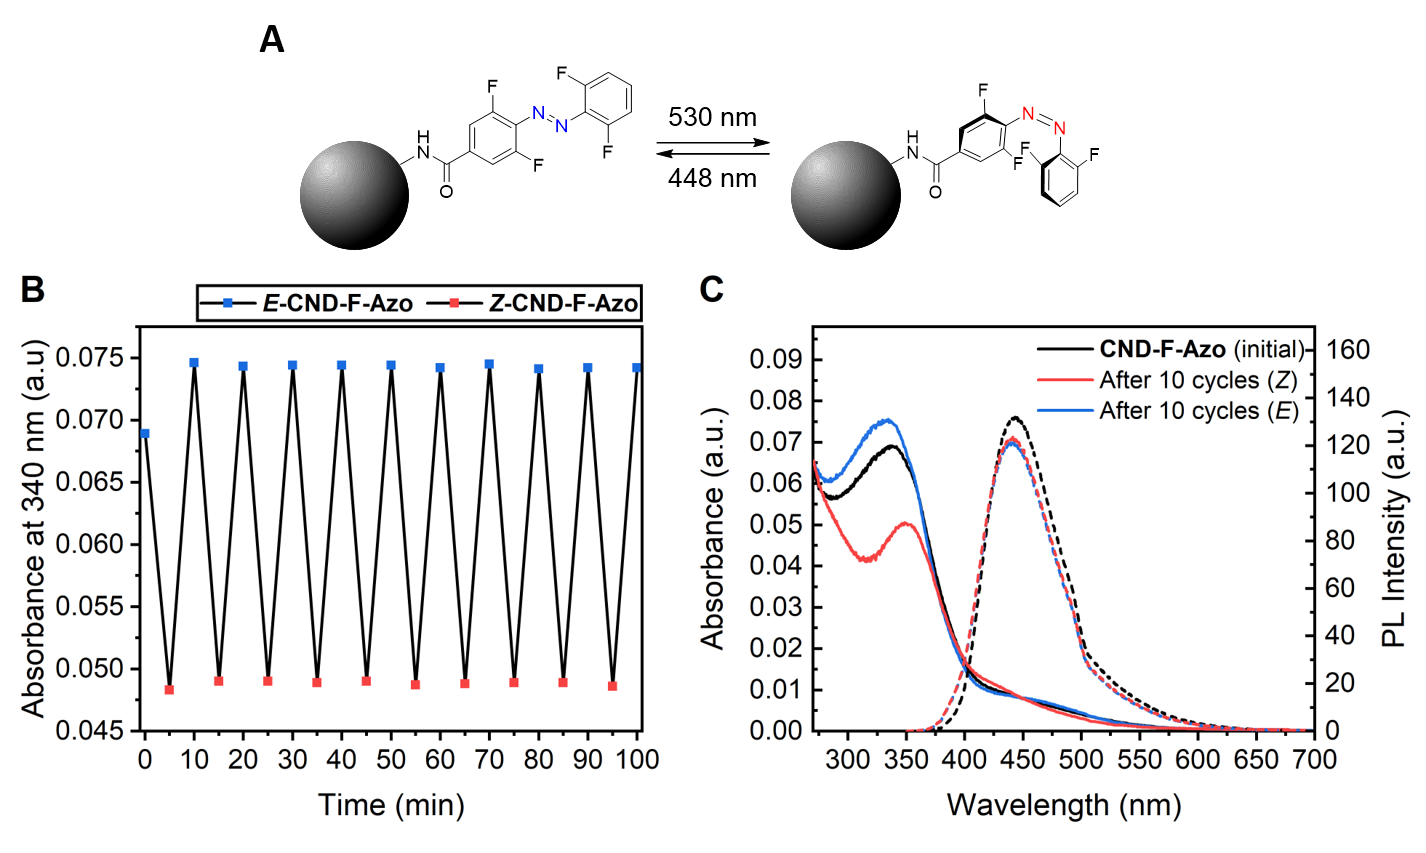 A
F
F
F
F
N
N
H
N
O
530 nm
448 nm
F
F
F
F
N
N
H
N
O
B
E-CND-F-Azo
Z-CND-F-Azo
Absorbance at 340 nm (a.u)
0.075
0.070
0.065
0.060
0.055
0.050
0.045
0 10 20 30 40 50 60 70 80 90 100
Time (min)
C
CND-F-Azo (initial)
After 10 cycles (Z)
After 10 cycles (E)
Absorbance (a.u.)
0.09
0.08
0.07
0.06
0.05
0.04
0.03
0.02
0.01
0.00
160
140
120
100
80
60
40
20
0
PL Intensity (a.u.)
300 350 400 450 500 550 600 650 700
Wavelength (nm)